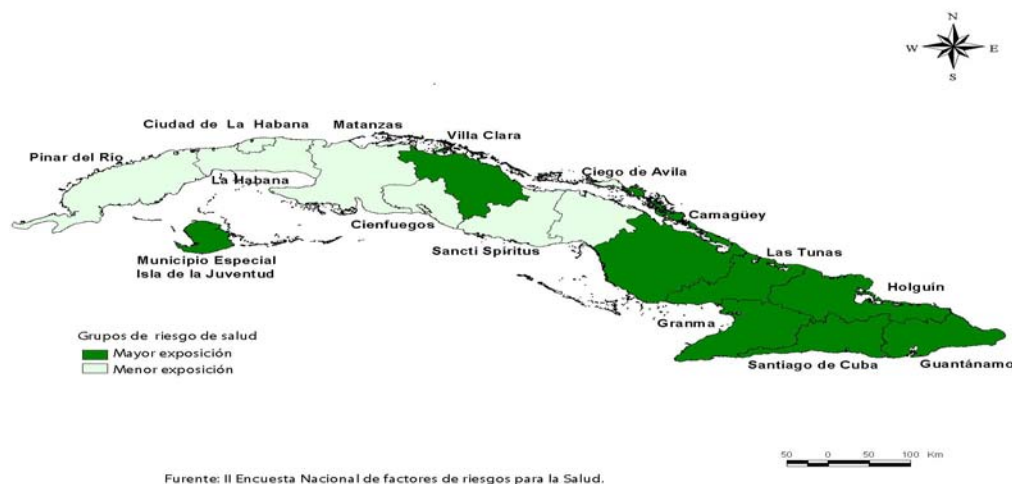 N
W E
S
Ciudad de La Habana
Matanzas
Villa Clara
Pinar del Río
La Habana
Ciego de Avila
Camagüey
Cienfuegos
Sancti Spíritus
Municipio Especial
Isla de la Juventud
Las Tunas
Holguín
Granma
Santiago de Cuba
Guantánamo
Grupos de riesgo de salud
Mayor exposición
Menor exposición
50 0 50 100 Km
Furente: II Encuesta Nacional de factores de riesgos para la Salud.